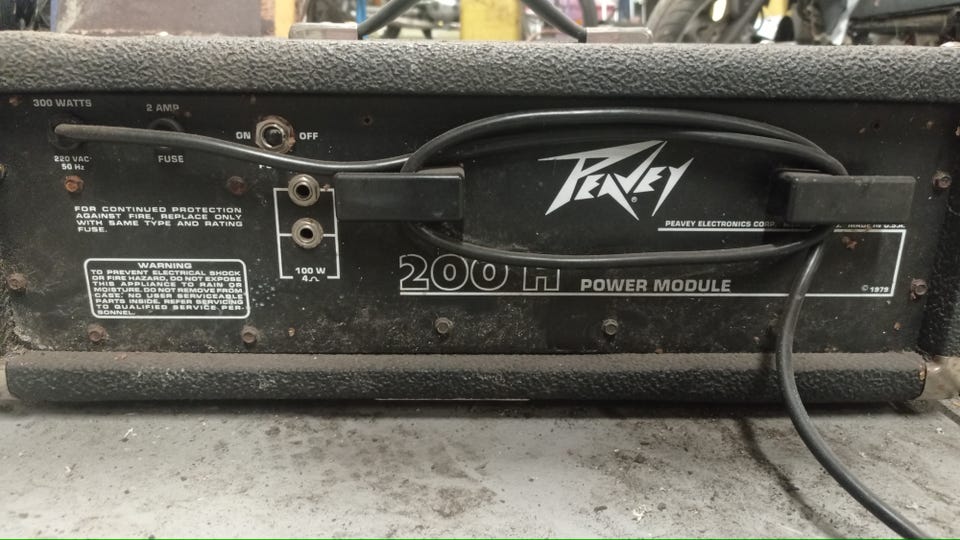 300 WATTS
2 AMP
ON
OFF
220 VAC
50 Hz
FUSE
PEAVEY
®
PEAVEY ELECTRONICS CORP.
MADE IN U.S.A.
FOR CONTINUED PROTECTION
AGAINST FIRE, REPLACE ONLY
WITH SAME TYPE AND RATING
FUSE.
WARNING
TO PREVENT ELECTRICAL SHOCK
OR FIRE HAZARD, DO NOT EXPOSE
THIS APPLIANCE TO RAIN OR
MOISTURE. DO NOT REMOVE FROM
CASE. NO USER SERVICEABLE
PARTS INSIDE. REFER SERVICING
TO QUALIFIED SERVICE PER-
SONNEL.
100 W
4Ω
200 H POWER MODULE
© 1979